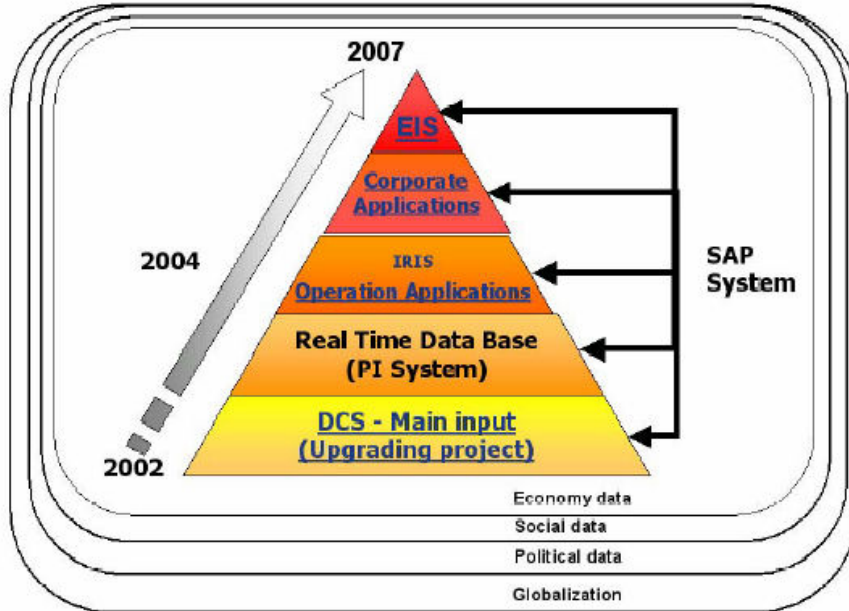 2007
EIS
Corporate
Applications
2004
IRIS
Operation Applications
SAP
System
Real Time Data Base
(PI System)
DCS - Main input
(Upgrading project)
2002
Economy data
Social data
Political data
Globalization